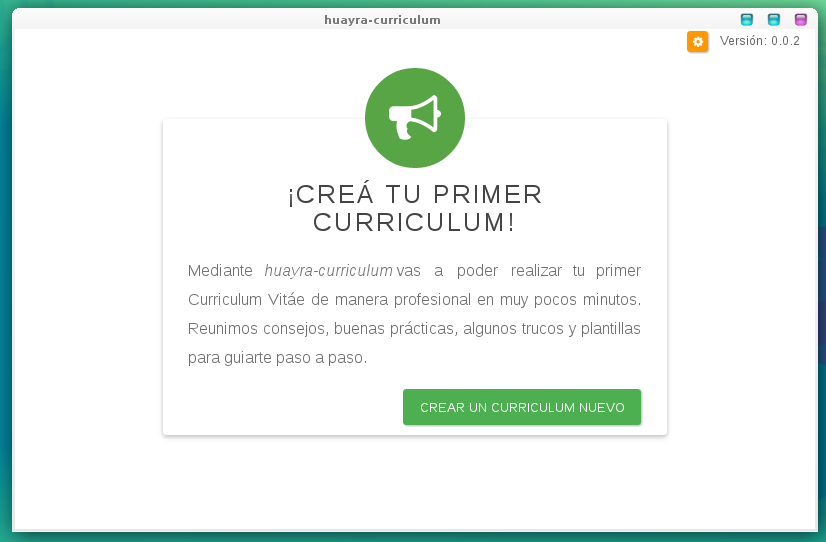 huayra-curriculum
Versión: 0.0.2
¡CREÁ TU PRIMER
CURRICULUM!
Mediante huayra-curriculum vas a poder realizar tu primer
Curriculum Vitáe de manera profesional en muy pocos minutos.
Reunimos consejos, buenas prácticas, algunos trucos y plantillas
para guiarte paso a paso.
CREAR UN CURRICULUM NUEVO